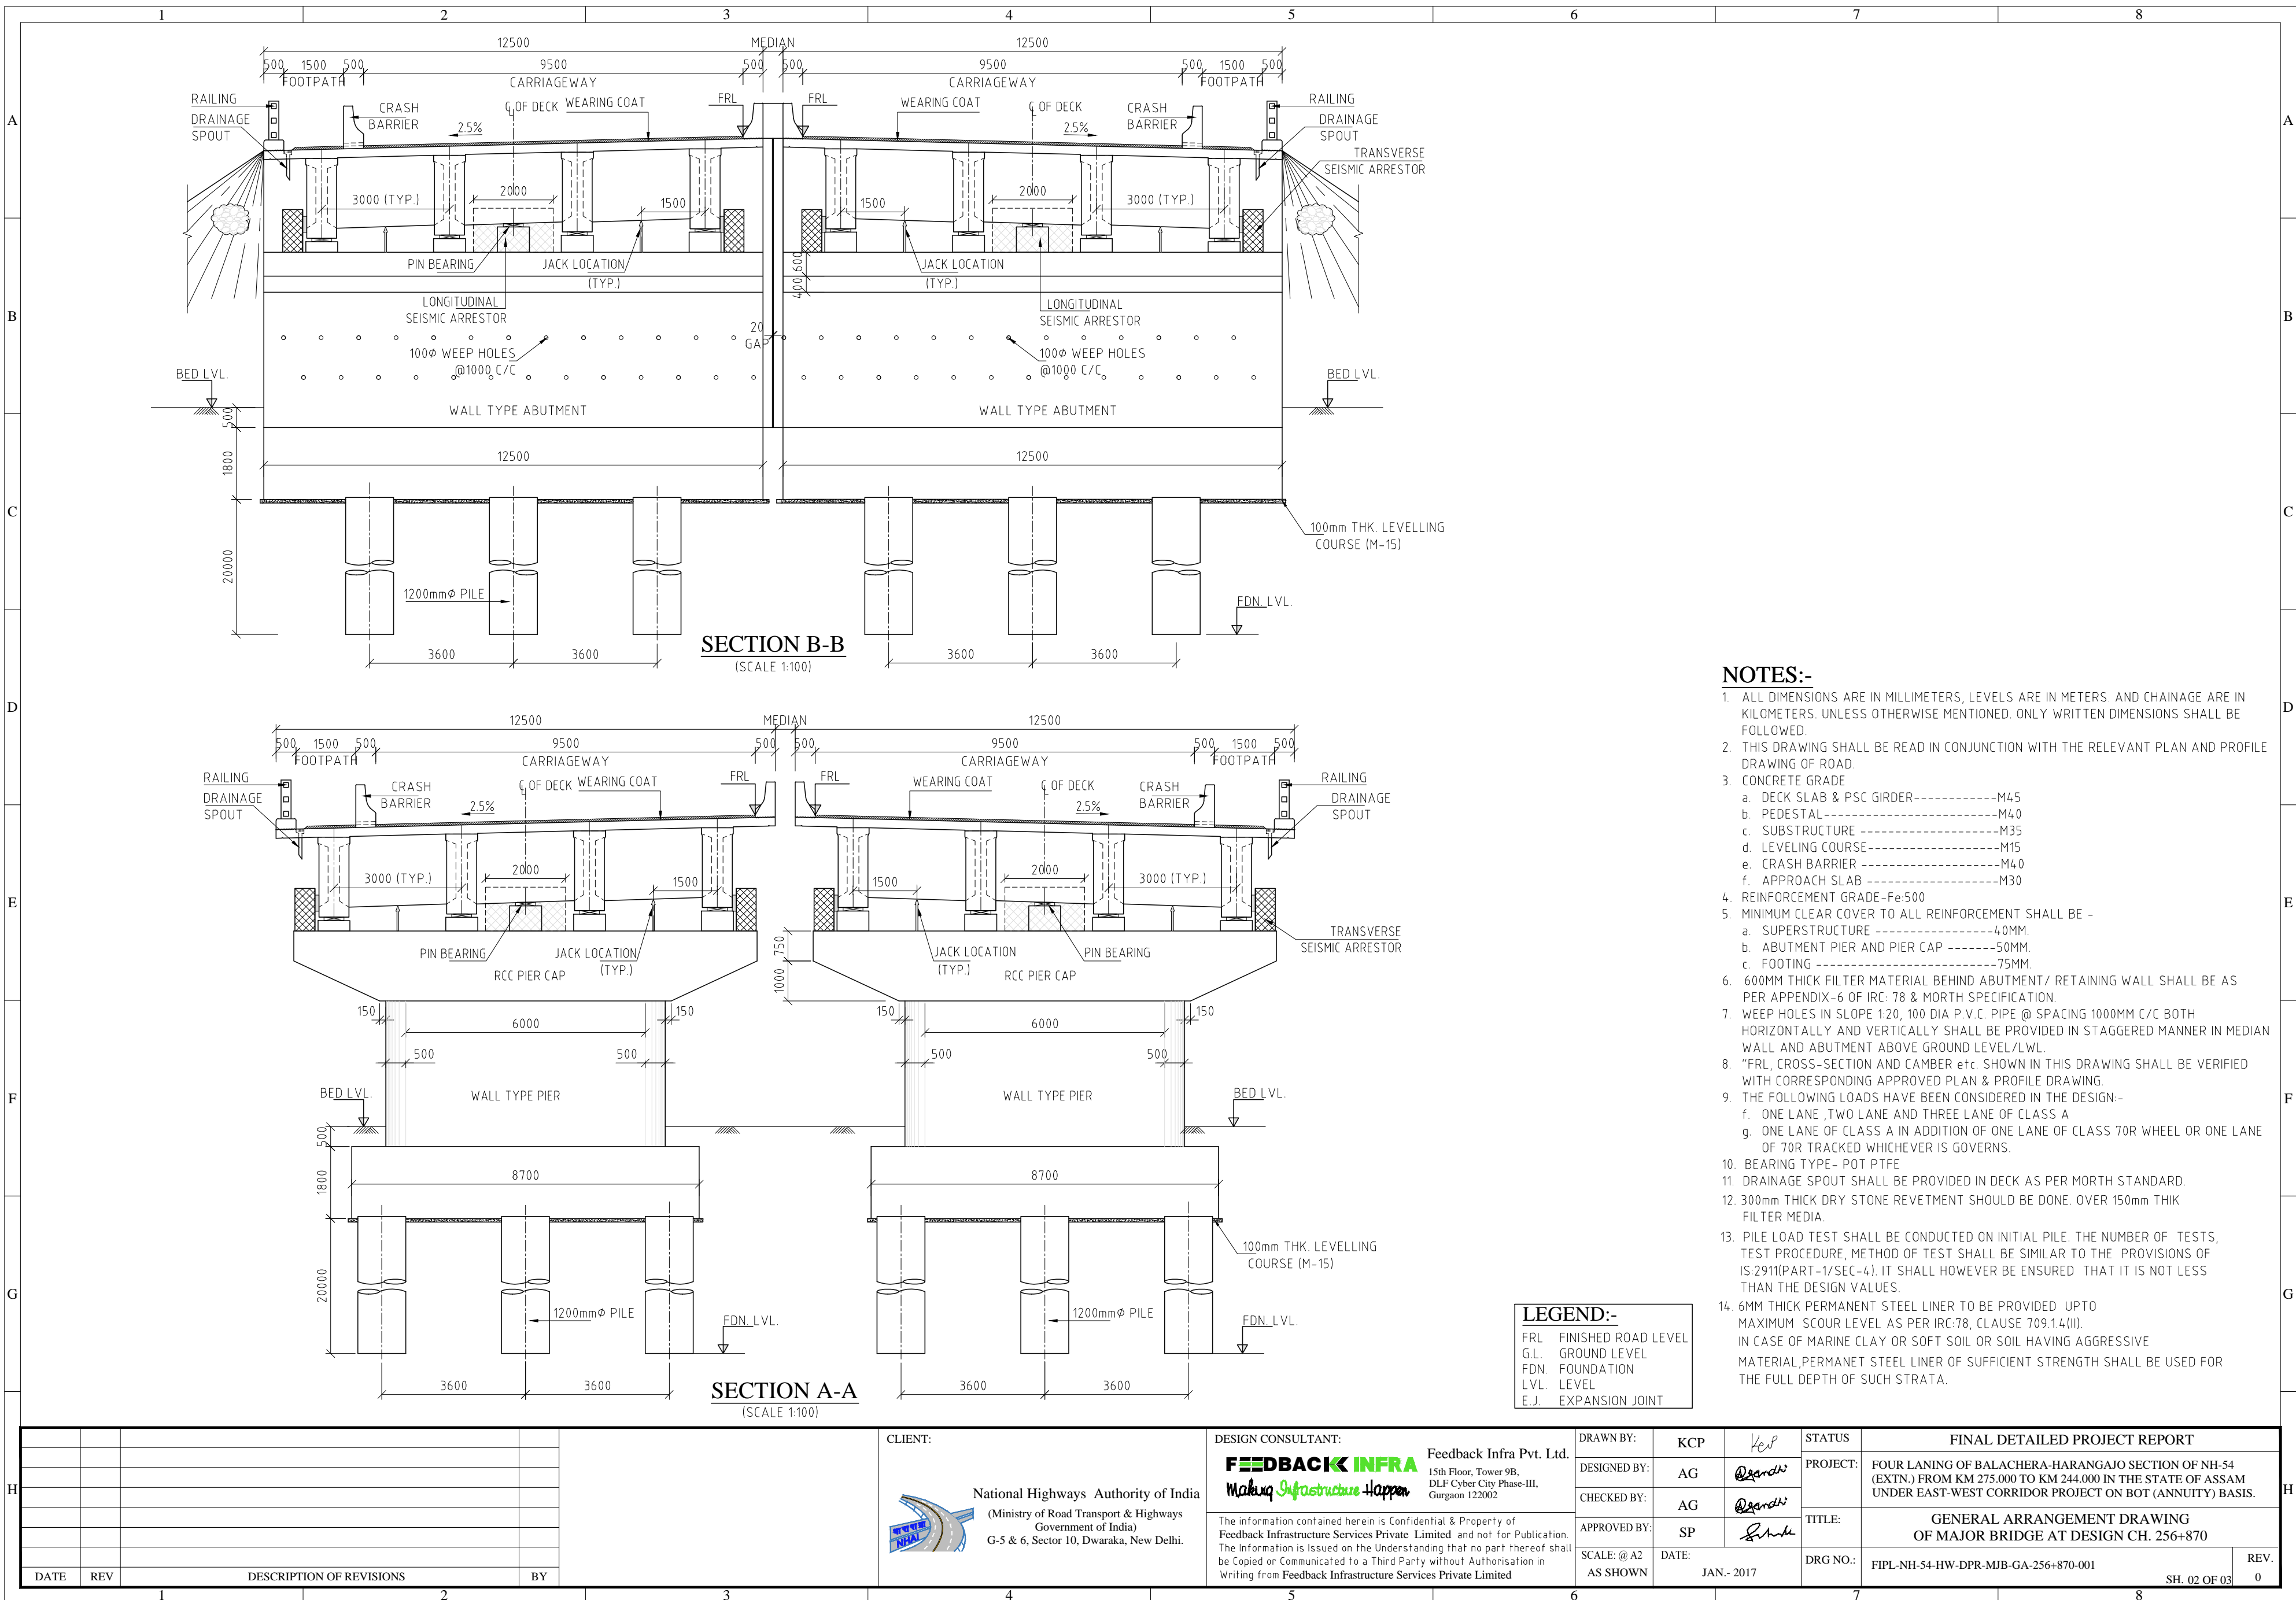 1 2 3 4 5 6 7 8
A
B
C
D
E
F
G
H
12500 MEDIAN 12500
500 1500 500 9500 500 500 9500 500 1500 500
FOOTPATH CARRIAGEWAY CARRIAGEWAY FOOTPATH
RAILING
DRAINAGE
SPOUT
CRASH
BARRIER
2.5%
℄ OF DECK
WEARING COAT
FRL
FRL
WEARING COAT
℄ OF DECK
2.5%
CRASH
BARRIER
RAILING
DRAINAGE
SPOUT
TRANSVERSE
SEISMIC ARRESTOR
3000 (TYP.)
2000
1500
1500
2000
3000 (TYP.)
PIN BEARING
JACK LOCATION
(TYP.)
LONGITUDINAL
SEISMIC ARRESTOR
600
400
JACK LOCATION
(TYP.)
LONGITUDINAL
SEISMIC ARRESTOR
20
GAP
100Φ WEEP HOLES
@1000 C/C
100Φ WEEP HOLES
@1000 C/C
BED LVL.
BED LVL.
WALL TYPE ABUTMENT
WALL TYPE ABUTMENT
500
1800
12500
12500
20000
100mm THK. LEVELLING
COURSE (M-15)
1200mmΦ PILE
FDN. LVL.
3600 3600
3600 3600
SECTION B-B
(SCALE 1:100)
12500 MEDIAN 12500
500 1500 500 9500 500 500 9500 500 1500 500
FOOTPATH CARRIAGEWAY CARRIAGEWAY FOOTPATH
RAILING
DRAINAGE
SPOUT
CRASH
BARRIER
2.5%
℄ OF DECK
WEARING COAT
FRL
FRL
WEARING COAT
℄ OF DECK
2.5%
CRASH
BARRIER
RAILING
DRAINAGE
SPOUT
3000 (TYP.)
2000
1500
1500
2000
3000 (TYP.)
PIN BEARING
JACK LOCATION
(TYP.)
RCC PIER CAP
750
1000
JACK LOCATION
(TYP.)
PIN BEARING
RCC PIER CAP
TRANSVERSE
SEISMIC ARRESTOR
150 150
150 150
6000
6000
500 500
500 500
BED LVL.
BED LVL.
WALL TYPE PIER
WALL TYPE PIER
500
1800
8700
8700
20000
100mm THK. LEVELLING
COURSE (M-15)
1200mmΦ PILE
1200mmΦ PILE
FDN. LVL.
FDN. LVL.
3600 3600
3600 3600
SECTION A-A
(SCALE 1:100)
NOTES:-
1. ALL DIMENSIONS ARE IN MILLIMETERS, LEVELS ARE IN METERS. AND CHAINAGE ARE IN
KILOMETERS. UNLESS OTHERWISE MENTIONED. ONLY WRITTEN DIMENSIONS SHALL BE
FOLLOWED.
2. THIS DRAWING SHALL BE READ IN CONJUNCTION WITH THE RELEVANT PLAN AND PROFILE
DRAWING OF ROAD.
3. CONCRETE GRADE
a. DECK SLAB & PSC GIRDER------------M45
b. PEDESTAL-------------------------M40
c. SUBSTRUCTURE --------------------M35
d. LEVELING COURSE-------------------M15
e. CRASH BARRIER --------------------M40
f. APPROACH SLAB -------------------M30
4. REINFORCEMENT GRADE-Fe:500
5. MINIMUM CLEAR COVER TO ALL REINFORCEMENT SHALL BE -
a. SUPERSTRUCTURE -----------------40MM.
b. ABUTMENT PIER AND PIER CAP -------50MM.
c. FOOTING --------------------------75MM.
6. 600MM THICK FILTER MATERIAL BEHIND ABUTMENT/ RETAINING WALL SHALL BE AS
PER APPENDIX-6 OF IRC: 78 & MORTH SPECIFICATION.
7. WEEP HOLES IN SLOPE 1:20, 100 DIA P.V.C. PIPE @ SPACING 1000MM C/C BOTH
HORIZONTALLY AND VERTICALLY SHALL BE PROVIDED IN STAGGERED MANNER IN MEDIAN
WALL AND ABUTMENT ABOVE GROUND LEVEL/LWL.
8. "FRL, CROSS-SECTION AND CAMBER etc. SHOWN IN THIS DRAWING SHALL BE VERIFIED
WITH CORRESPONDING APPROVED PLAN & PROFILE DRAWING.
9. THE FOLLOWING LOADS HAVE BEEN CONSIDERED IN THE DESIGN:-
f. ONE LANE ,TWO LANE AND THREE LANE OF CLASS A
g. ONE LANE OF CLASS A IN ADDITION OF ONE LANE OF CLASS 70R WHEEL OR ONE LANE
OF 70R TRACKED WHICHEVER IS GOVERNS.
10. BEARING TYPE- POT PTFE
11. DRAINAGE SPOUT SHALL BE PROVIDED IN DECK AS PER MORTH STANDARD.
12. 300mm THICK DRY STONE REVETMENT SHOULD BE DONE. OVER 150mm THIK
FILTER MEDIA.
13. PILE LOAD TEST SHALL BE CONDUCTED ON INITIAL PILE. THE NUMBER OF TESTS,
TEST PROCEDURE, METHOD OF TEST SHALL BE SIMILAR TO THE PROVISIONS OF
IS:2911(PART-1/SEC-4). IT SHALL HOWEVER BE ENSURED THAT IT IS NOT LESS
THAN THE DESIGN VALUES.
14. 6MM THICK PERMANENT STEEL LINER TO BE PROVIDED UPTO
MAXIMUM SCOUR LEVEL AS PER IRC:78, CLAUSE 709.1.4(II).
IN CASE OF MARINE CLAY OR SOFT SOIL OR SOIL HAVING AGGRESSIVE
MATERIAL,PERMANET STEEL LINER OF SUFFICIENT STRENGTH SHALL BE USED FOR
THE FULL DEPTH OF SUCH STRATA.
LEGEND:-
FRL FINISHED ROAD LEVEL
G.L. GROUND LEVEL
FDN. FOUNDATION
LVL. LEVEL
E.J. EXPANSION JOINT
DATE REV DESCRIPTION OF REVISIONS BY
CLIENT:
NHAI
National Highways Authority of India
(Ministry of Road Transport & Highways
Government of India)
G-5 & 6, Sector 10, Dwaraka, New Delhi.
DESIGN CONSULTANT:
FEEDBACK INFRA
Making Infrastructure Happen
Feedback Infra Pvt. Ltd.
15th Floor, Tower 9B,
DLF Cyber City Phase-III,
Gurgaon 122002
The information contained herein is Confidential & Property of
Feedback Infrastructure Services Private Limited and not for Publication.
The Information is Issued on the Understanding that no part thereof shall
be Copied or Communicated to a Third Party without Authorisation in
Writing from Feedback Infrastructure Services Private Limited
DRAWN BY: KCP
DESIGNED BY: AG
CHECKED BY: AG
APPROVED BY: SP
SCALE: @ A2
AS SHOWN
DATE:
JAN.- 2017
STATUS FINAL DETAILED PROJECT REPORT
PROJECT: FOUR LANING OF BALACHERA-HARANGAJO SECTION OF NH-54
(EXTN.) FROM KM 275.000 TO KM 244.000 IN THE STATE OF ASSAM
UNDER EAST-WEST CORRIDOR PROJECT ON BOT (ANNUITY) BASIS.
TITLE: GENERAL ARRANGEMENT DRAWING
OF MAJOR BRIDGE AT DESIGN CH. 256+870
DRG NO.: FIPL-NH-54-HW-DPR-MJB-GA-256+870-001
SH. 02 OF 03
REV.
0
1 2 3 4 5 6 7 8